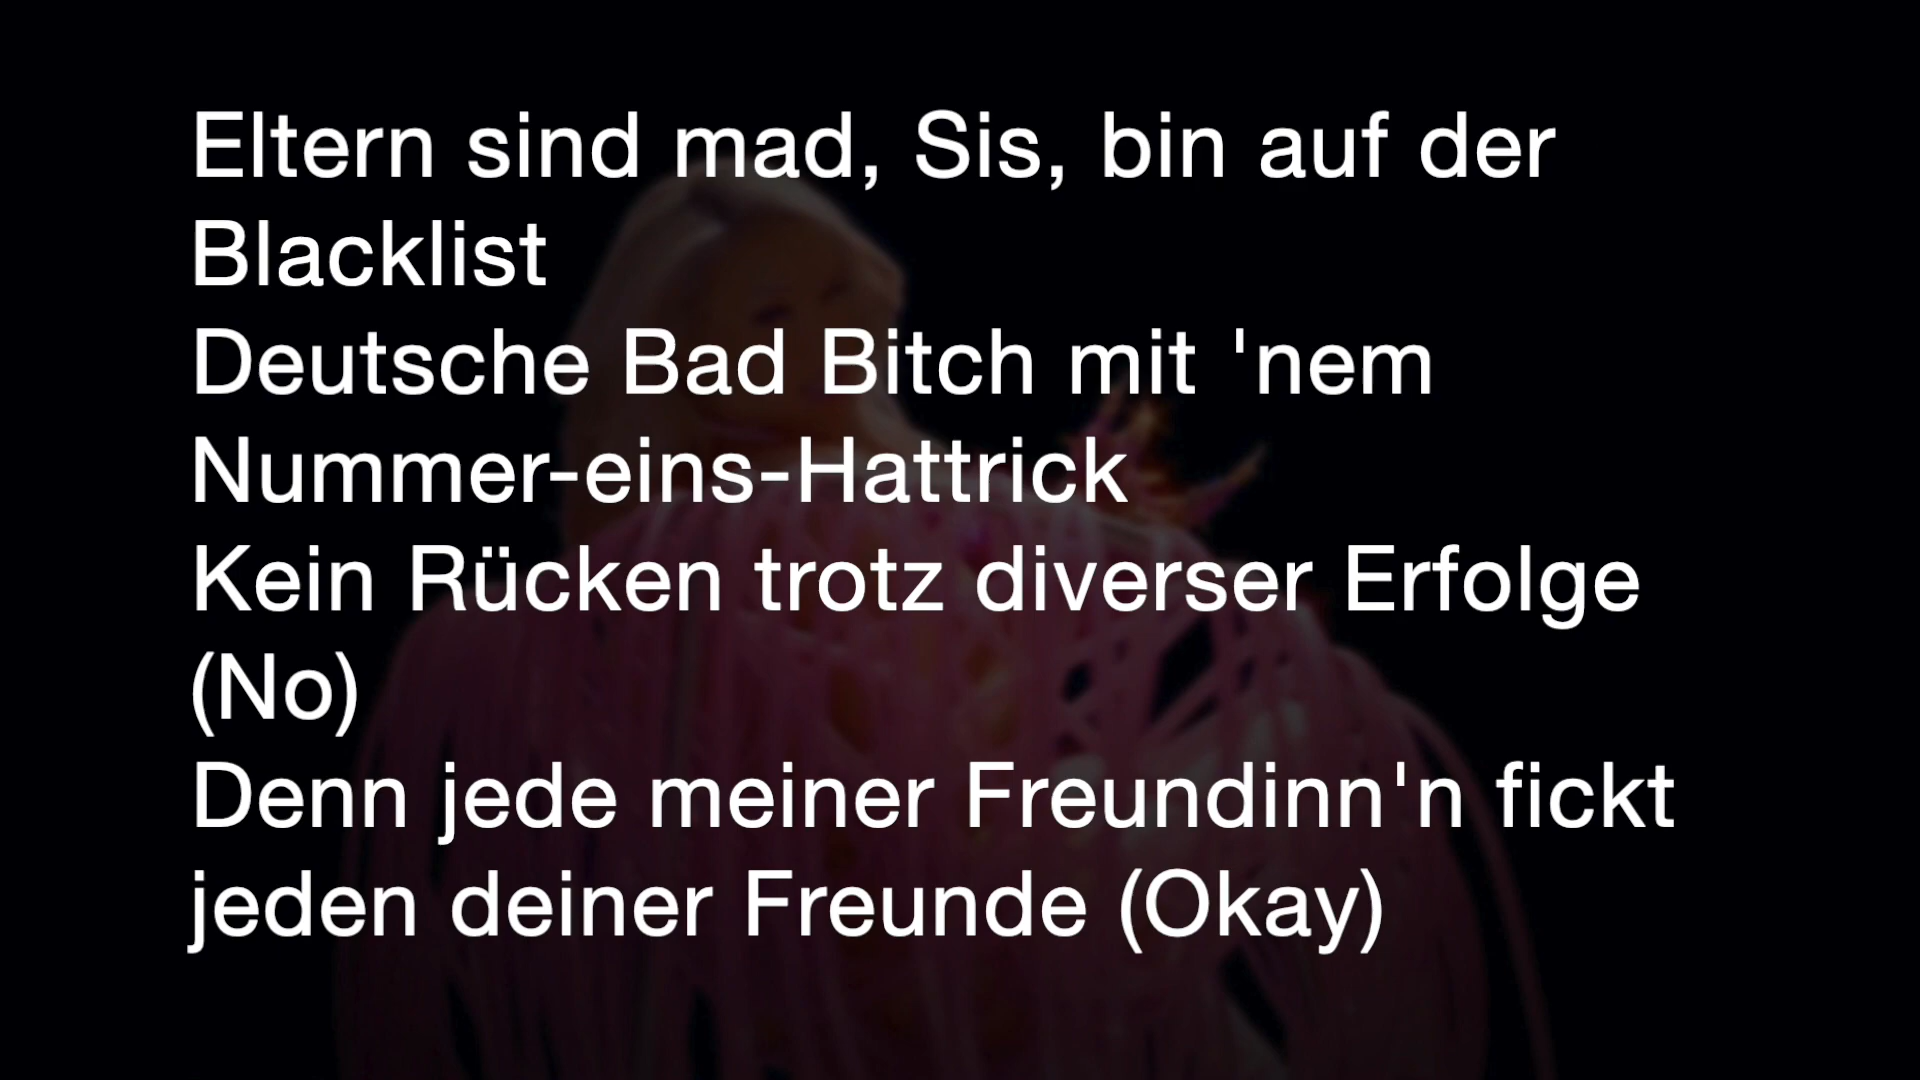 Eltern sind mad, Sis, bin auf der
Blacklist
Deutsche Bad Bitch mit 'nem
Nummer-eins-Hattrick
Kein Rücken trotz diverser Erfolge
(No)
Denn jede meiner Freundinn'n fickt
jeden deiner Freunde (Okay)